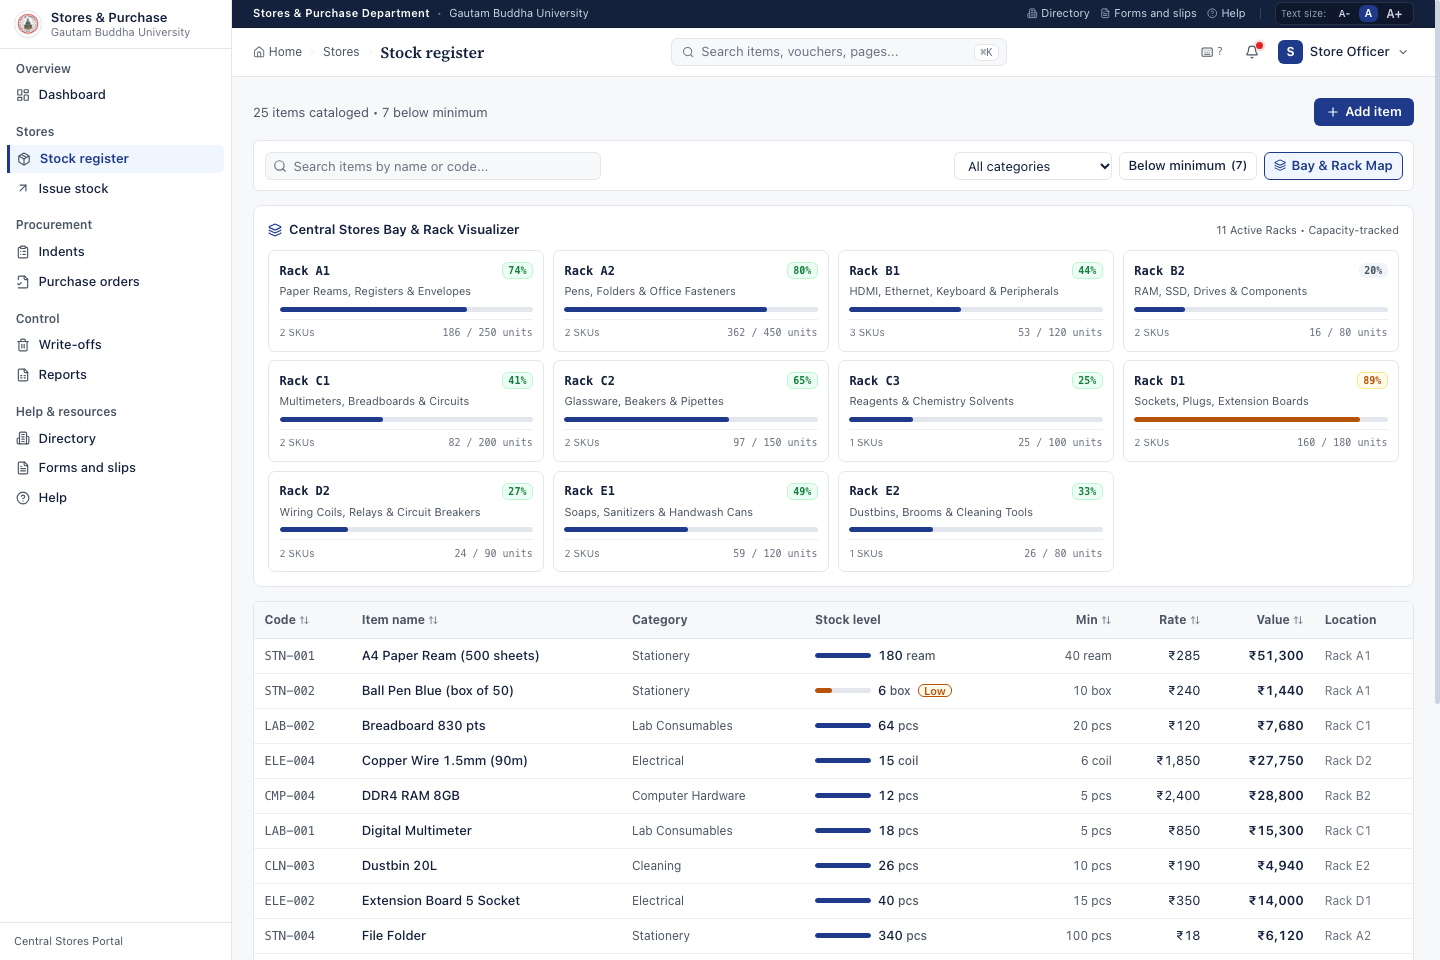 Stores & Purchase
Gautam Buddha University
Overview
Dashboard
Stores
Stock register
Issue stock
Procurement
Indents
Purchase orders
Control
Write-offs
Reports
Help & resources
Directory
Forms and slips
Help
Central Stores Portal
Stores & Purchase Department • Gautam Buddha University
Directory Forms and slips Help Text size: A- A A+
Home Stores Stock register
Search items, vouchers, pages... ⌘K
? S Store Officer
25 items cataloged • 7 below minimum
+ Add item
Search items by name or code...
All categories Below minimum (7) Bay & Rack Map
Central Stores Bay & Rack Visualizer 11 Active Racks • Capacity-tracked
Rack A1 74%
Paper Reams, Registers & Envelopes
2 SKUs 186 / 250 units
Rack A2 80%
Pens, Folders & Office Fasteners
2 SKUs 362 / 450 units
Rack B1 44%
HDMI, Ethernet, Keyboard & Peripherals
3 SKUs 53 / 120 units
Rack B2 20%
RAM, SSD, Drives & Components
2 SKUs 16 / 80 units
Rack C1 41%
Multimeters, Breadboards & Circuits
2 SKUs 82 / 200 units
Rack C2 65%
Glassware, Beakers & Pipettes
2 SKUs 97 / 150 units
Rack C3 25%
Reagents & Chemistry Solvents
1 SKUs 25 / 100 units
Rack D1 89%
Sockets, Plugs, Extension Boards
2 SKUs 160 / 180 units
Rack D2 27%
Wiring Coils, Relays & Circuit Breakers
2 SKUs 24 / 90 units
Rack E1 49%
Soaps, Sanitizers & Handwash Cans
2 SKUs 59 / 120 units
Rack E2 33%
Dustbins, Brooms & Cleaning Tools
1 SKUs 26 / 80 units
Code Item name Category Stock level Min Rate Value Location
STN-001 A4 Paper Ream (500 sheets) Stationery 180 ream 40 ream ₹285 ₹51,300 Rack A1
STN-002 Ball Pen Blue (box of 50) Stationery 6 box Low 10 box ₹240 ₹1,440 Rack A1
LAB-002 Breadboard 830 pts Lab Consumables 64 pcs 20 pcs ₹120 ₹7,680 Rack C1
ELE-004 Copper Wire 1.5mm (90m) Electrical 15 coil 6 coil ₹1,850 ₹27,750 Rack D2
CMP-004 DDR4 RAM 8GB Computer Hardware 12 pcs 5 pcs ₹2,400 ₹28,800 Rack B2
LAB-001 Digital Multimeter Lab Consumables 18 pcs 5 pcs ₹850 ₹15,300 Rack C1
CLN-003 Dustbin 20L Cleaning 26 pcs 10 pcs ₹190 ₹4,940 Rack E2
ELE-002 Extension Board 5 Socket Electrical 40 pcs 15 pcs ₹350 ₹14,000 Rack D1
STN-004 File Folder Stationery 340 pcs 100 pcs ₹18 ₹6,120 Rack A2